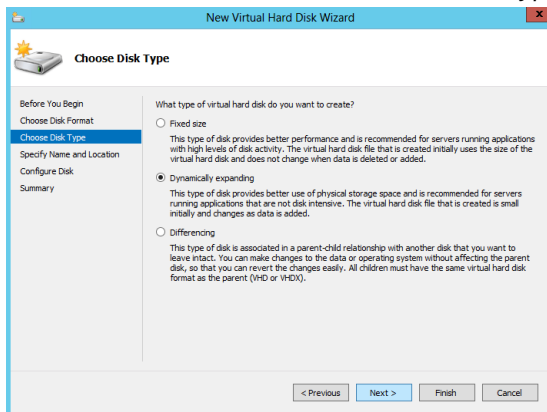 New Virtual Hard Disk Wizard
x
Choose Disk Type
Before You Begin
Choose Disk Format
Choose Disk Type
Specify Name and Location
Configure Disk
Summary
What type of virtual hard disk do you want to create?
Fixed size
This type of disk provides better performance and is recommended for servers running applications
with high levels of disk activity. The virtual hard disk file that is created initially uses the size of the
virtual hard disk and does not change when data is deleted or added.
Dynamically expanding
This type of disk provides better use of physical storage space and is recommended for servers
running applications that are not disk intensive. The virtual hard disk file that is created is small
initially and changes as data is added.
Differencing
This type of disk is associated in a parent-child relationship with another disk that you want to
leave intact. You can make changes to the data or operating system without affecting the parent
disk, so that you can revert the changes easily. All children must have the same virtual hard disk
format as the parent (VHD or VHDX).
< Previous
Next >
Finish
Cancel